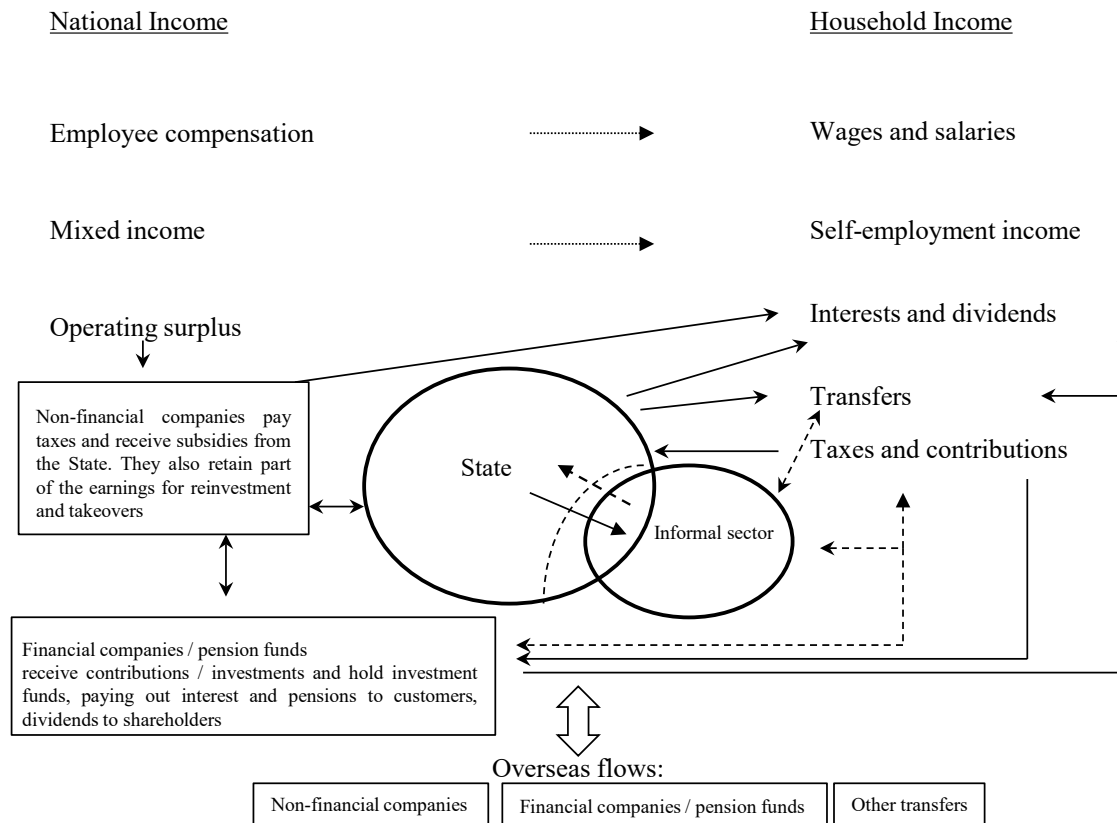 National Income
Household Income
Employee compensation
Wages and salaries
Mixed income
Self-employment income
Operating surplus
Interests and dividends
Non-financial companies pay
taxes and receive subsidies from
the State. They also retain part
of the earnings for reinvestment
and takeovers
Transfers
State
Taxes and contributions
Informal sector
Financial companies / pension funds
receive contributions / investments and hold investment
funds, paying out interest and pensions to customers,
dividends to shareholders
Overseas flows:
Non-financial companies
Financial companies / pension funds
Other transfers